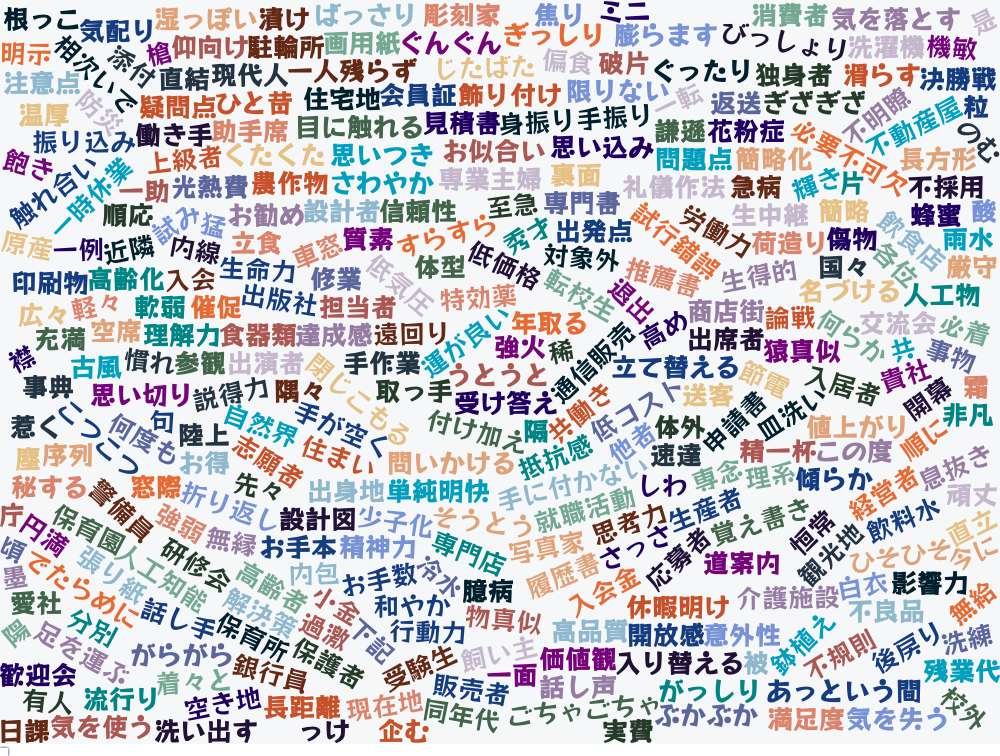 根っこ
気配り
湿っぽい
漬け
ばっさり
彫刻家
焦り
ミニ
消費者
気を落とす
是
明示
相次いで
添付
槍
仰向け
駐輪所
画用紙
ぐんぐん
ぎっしり
膨らます
びっしょり
洗濯機
機敏
注意点
直結
現代人
一人残らず
じたばた
偏食
破片
ぐったり
独身者
滑らす
決勝戦
温厚
防災
疑問点
ひと昔
住宅地
会員証
飾り付け
限りない
一転
返送
ぎざぎざ
不明瞭
不動産屋
粒
のむ
振り込み
働き手
助手席
目に触れる
見積書
身振り手振り
謙遜
花粉症
必要不可欠
飽き
触れ合い
一時休業
上級者
くたくた
思いつき
お似合い
思い込み
問題点
簡略化
長方形
一助
光熱費
農作物
さわやか
専業主婦
裏面
礼儀作法
急病
輝き
片
不採用
順応
試み
猛
お勧め
設計者
信頼性
至急
専門書
試行錯誤
労働力
生中継
簡略
飲食店
蜂蜜
酸
原産
一例
近隣
内線
立食
車窓
質素
すらすら
秀才
出発点
荷造り
傷物
各位
雨水
印刷物
高齢化
入会
生命力
修業
低気圧
体型
低価格
対象外
転校生
推薦書
生得的
国々
厳守
広々
軽々
軟弱
催促
出版社
担当者
特効薬
退出
名づける
人工物
充満
空席
理解力
食器類
達成感
遠回り
運が良い
年取る
通信販売
高め
商店街
論戦
何らか
交流会
必着
襟
古風
慣れ
参観
出演者
閉じこもる
手作業
強火
稀
出席者
猿真似
共
事物
事典
思い切り
説得力
隅々
取っ手
うとうと
立て替える
節電
入居者
貴社
霜
惹く
こつこつ
何度も
句
陸上
自然界
手が空く
受け答え
共働き
低コスト
送客
申請書
皿洗い
値上がり
開幕
非凡
塵
序列
お得
志願者
住まい
問いかける
付け加え
隔
抵抗感
他者
体外
速達
精一杯
この度
順に
秘する
警備員
窓際
折り返し
先々
出身地
単純明快
手に付かない
しわ
専念
理系
傾らか
経営者
息抜き
頑丈
庁
円満
保育園
強弱
無縁
設計図
少子化
そうとう
就職活動
思考力
生産者
覚え書き
恒常
飲料水
直立
頃
でたらめに
張り紙
人工知能
研修会
お手本
精神力
専門店
写真家
さっさ
応募者
道案内
観光地
ひそひそ
今に
墨
愛社
分別
話し手
高齢者
解決策
内包
小金
お手数
冷水
臆病
履歴書
入会金
休暇明け
介護施設
白衣
影響力
無給
陽
足を運ぶ
がらがら
保育所
過激
下記
和やか
行動力
物真似
高品質
開放感
意外性
鉢植え
不良品
不規則
後戻り
洗練
歓迎会
着々と
銀行員
保護者
受験生
飼い主
一面
価値観
入り替える
被
残業代
有人
流行り
空き地
長距離
現在地
販売者
同年代
話し声
ごちゃごちゃ
がっしり
あっという間
校外
日課
気を使う
洗い出す
っけ
企む
実費
ぶかぶか
満足度
気を失う